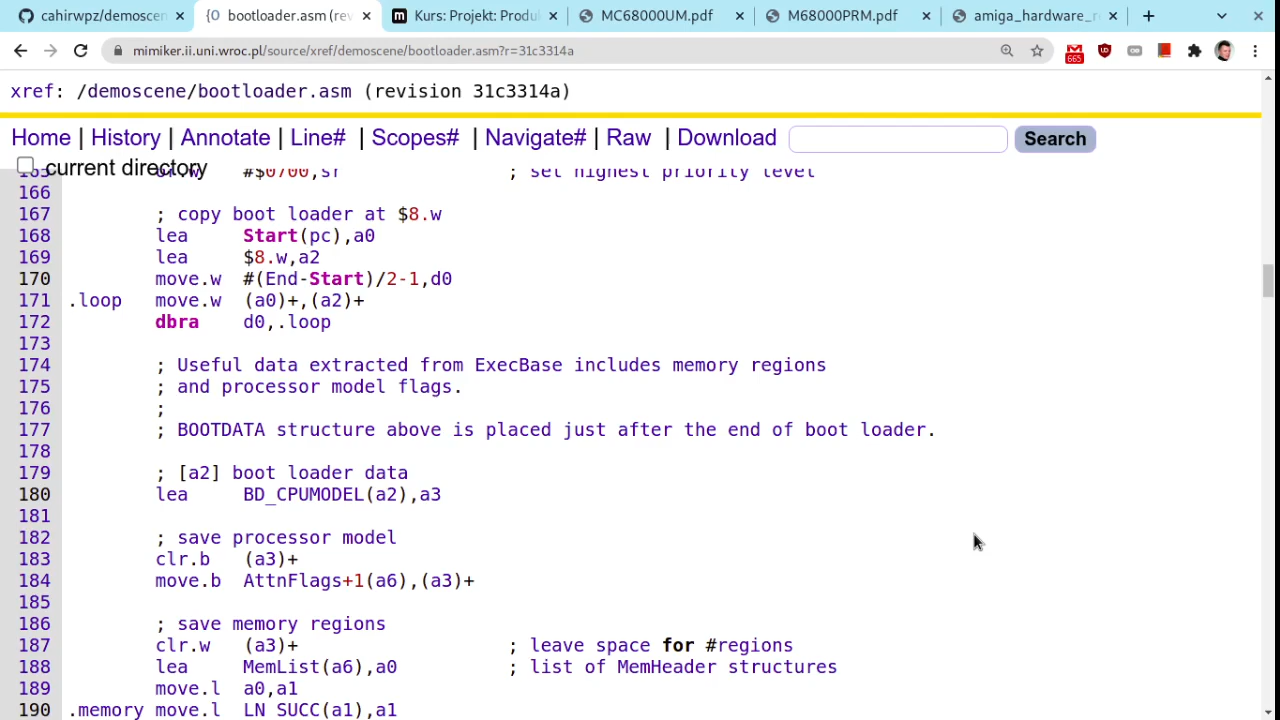 cahirwpz/demoscen
bootloader.asm (rev
Kurs: Projekt: Produ
MC68000UM.pdf
M68000PRM.pdf
amiga_hardware_r
mimiker.ii.uni.wroc.pl/source/xref/demoscene/bootloader.asm?r=31c3314a
665
xref: /demoscene/bootloader.asm (revision 31c3314a)
Home | History | Annotate | Line# | Scopes# | Navigate# | Raw | Download Search
current directory
165 or.w #$0700,sr ; set highest priority level
166
167 ; copy boot loader at $8.w
168 lea Start(pc),a0
169 lea $8.w,a2
170 move.w #(End-Start)/2-1,d0
171 .loop move.w (a0)+,(a2)+
172 dbra d0,.loop
173
174 ; Useful data extracted from ExecBase includes memory regions
175 ; and processor model flags.
176 ;
177 ; BOOTDATA structure above is placed just after the end of boot loader.
178
179 ; [a2] boot loader data
180 lea BD_CPUMODEL(a2),a3
181
182 ; save processor model
183 clr.b (a3)+
184 move.b AttnFlags+1(a6),(a3)+
185
186 ; save memory regions
187 clr.w (a3)+ ; leave space for #regions
188 lea MemList(a6),a0 ; list of MemHeader structures
189 move.l a0,a1
190 .memory move.l LN_SUCC(a1),a1